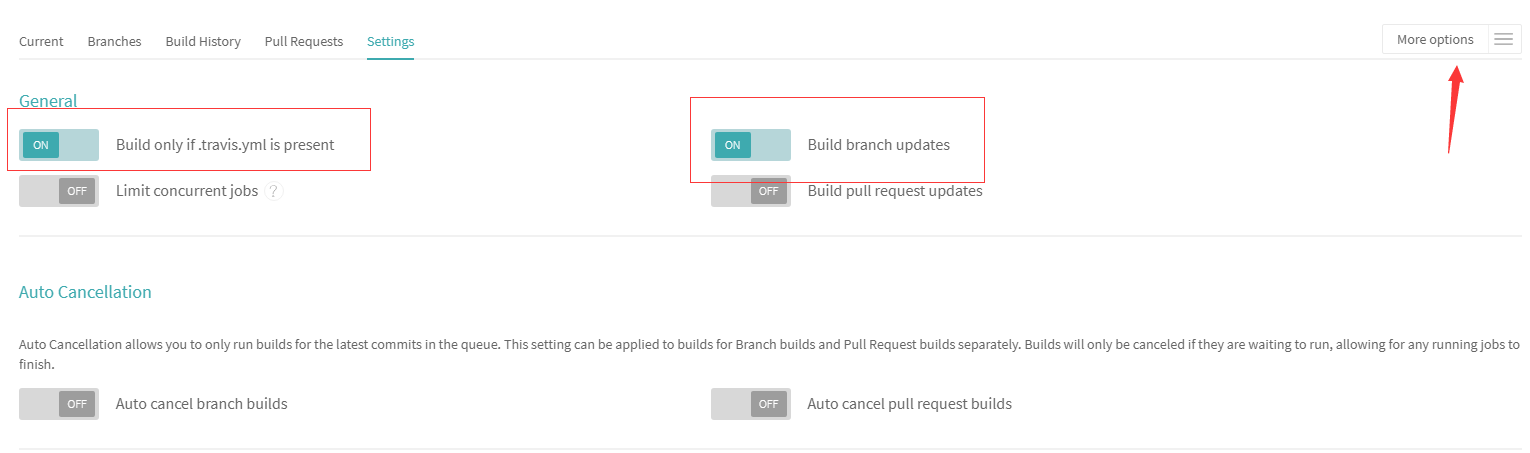 Current Branches Build History Pull Requests Settings More options
General
ON Build only if .travis.yml is present ON Build branch updates
OFF Limit concurrent jobs ? OFF Build pull request updates
Auto Cancellation
Auto Cancellation allows you to only run builds for the latest commits in the queue. This setting can be applied to builds for Branch builds and Pull Request builds separately. Builds will only be canceled if they are waiting to run, allowing for any running jobs to
finish.
OFF Auto cancel branch builds OFF Auto cancel pull request builds